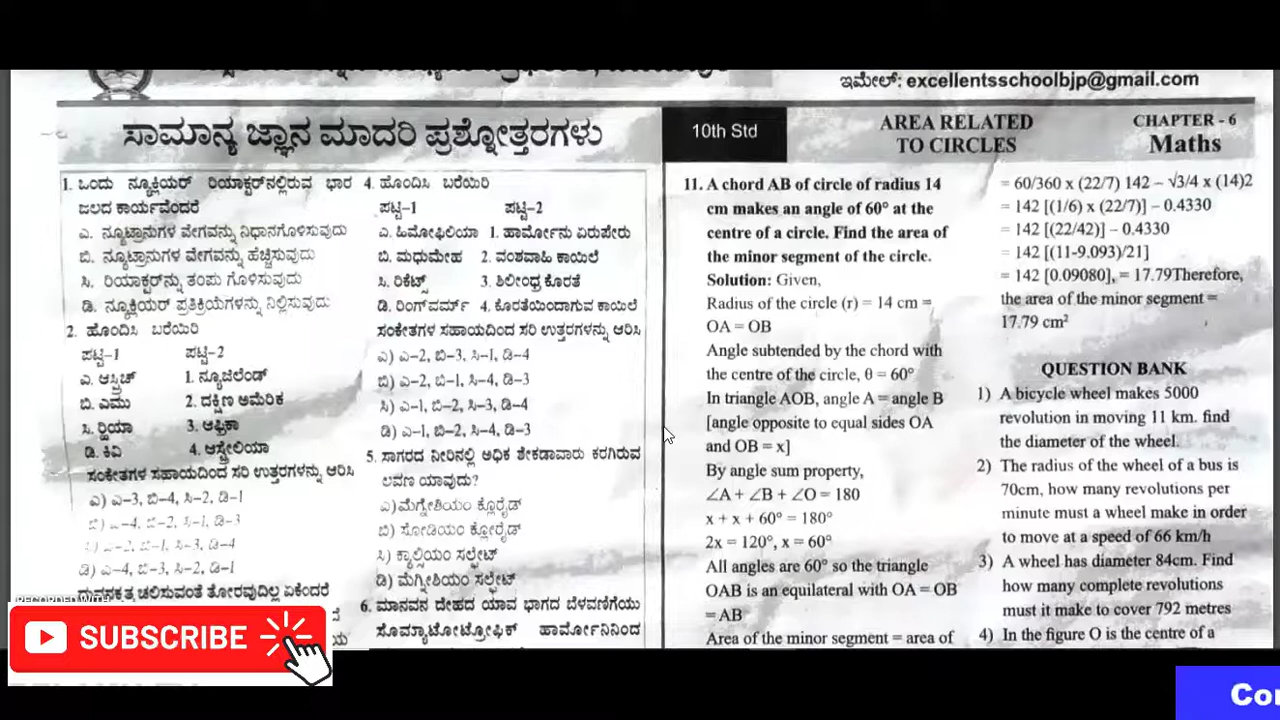 ಇಮೇಲ್: excellentsschoolbjp@gmail.com
ಸಾಮಾನ್ಯ ಜ್ಞಾನ ಮಾದರಿ ಪ್ರಶ್ನೋತ್ತರಗಳು
1. ಒಂದು ನ್ಯೂಕ್ಲಿಯರ್ ರಿಯಾಕ್ಟರ್‌ನಲ್ಲಿರುವ ಭಾರ
ಜಲದ ಕಾರ್ಯವೆಂದರೆ
ಎ. ನ್ಯೂಟ್ರಾನುಗಳ ವೇಗವನ್ನು ನಿಧಾನಗೊಳಿಸುವುದು
ಬಿ. ನ್ಯೂಟ್ರಾನುಗಳ ವೇಗವನ್ನು ಹೆಚ್ಚಿಸುವುದು
ಸಿ. ರಿಯಾಕ್ಟರ್‌ನ್ನು ತಂಪು ಗೊಳಿಸುವುದು
ಡಿ. ನ್ಯೂಕ್ಲಿಯರ್ ಪ್ರತಿಕ್ರಿಯೆಗಳನ್ನು ನಿಲ್ಲಿಸುವುದು
2. ಹೊಂದಿಸಿ ಬರೆಯಿರಿ
ಪಟ್ಟಿ-1 ಪಟ್ಟಿ-2
ಎ. ಆಸ್ಟ್ರಿಚ್ 1. ನ್ಯೂಜಿಲೆಂಡ್
ಬಿ. ಎಮು 2. ದಕ್ಷಿಣ ಅಮೆರಿಕ
ಸಿ. ರ‍್ಹಿಯಾ 3. ಆಫ್ರಿಕಾ
ಡಿ. ಕಿವಿ 4. ಆಸ್ಟ್ರೇಲಿಯಾ
ಸಂಕೇತಗಳ ಸಹಾಯದಿಂದ ಸರಿ ಉತ್ತರಗಳನ್ನು ಆರಿಸಿ
ಎ) ಎ-3, ಬಿ-4, ಸಿ-2, ಡಿ-1
ಬಿ) ಎ-4, ಬಿ-2, ಸಿ-1, ಡಿ-3
ಸಿ) ಎ-2, ಬಿ-1, ಸಿ-3, ಡಿ-4
ಡಿ) ಎ-4, ಬಿ-3, ಸಿ-2, ಡಿ-1
ಚಲಿಸುವಂತೆ ತೋರುವುದಿಲ್ಲ ಏಕೆಂದರೆ
4. ಹೊಂದಿಸಿ ಬರೆಯಿರಿ
ಪಟ್ಟಿ-1 ಪಟ್ಟಿ-2
ಎ. ಹಿಮೋಫಿಲಿಯಾ 1. ಹಾರ್ಮೋನು ಏರುಪೇರು
ಬಿ. ಮಧುಮೇಹ 2. ವಂಶವಾಹಿ ಕಾಯಿಲೆ
ಸಿ. ರಿಕೆಟ್ಸ್ 3. ಶಿಲೀಂಧ್ರ ಕೊರತೆ
ಡಿ. ರಿಂಗ್‌ವರ್ಮ್ 4. ಕೊರತೆಯಿಂದಾಗುವ ಕಾಯಿಲೆ
ಸಂಕೇತಗಳ ಸಹಾಯದಿಂದ ಸರಿ ಉತ್ತರಗಳನ್ನು ಆರಿಸಿ
ಎ) ಎ-2, ಬಿ-3, ಸಿ-1, ಡಿ-4
ಬಿ) ಎ-2, ಬಿ-1, ಸಿ-4, ಡಿ-3
ಸಿ) ಎ-1, ಬಿ-2, ಸಿ-3, ಡಿ-4
ಡಿ) ಎ-1, ಬಿ-2, ಸಿ-4, ಡಿ-3
5. ಸಾಗರದ ನೀರಿನಲ್ಲಿ ಅಧಿಕ ಶೇಕಡಾವಾರು ಕರಗಿರುವ
ಲವಣ ಯಾವುದು?
ಎ) ಮೆಗ್ನೇಶಿಯಂ ಕ್ಲೊರೈಡ್
ಬಿ) ಸೋಡಿಯಂ ಕ್ಲೋರೈಡ್
ಸಿ) ಕ್ಯಾಲ್ಸಿಯಂ ಸಲ್ಫೇಟ್
ಡಿ) ಮೆಗ್ನೀಶಿಯಂ ಸಲ್ಫೇಟ್
6. ಮಾನವನ ದೇಹದ ಯಾವ ಭಾಗದ ಬೆಳವಣಿಗೆಯು
ಸೊಮ್ಯಾಟೋಟ್ರೋಫಿಕ್ ಹಾರ್ಮೋನಿನಿಂದ
10th Std
AREA RELATED
TO CIRCLES
CHAPTER - 6
Maths
11. A chord AB of circle of radius 14
cm makes an angle of 60° at the
centre of a circle. Find the area of
the minor segment of the circle.
Solution: Given,
Radius of the circle (r) = 14 cm =
OA = OB
Angle subtended by the chord with
the centre of the circle, θ = 60°
In triangle AOB, angle A = angle B
[angle opposite to equal sides OA
and OB = x]
By angle sum property,
∠A + ∠B + ∠O = 180
x + x + 60° = 180°
2x = 120°, x = 60°
All angles are 60° so the triangle
OAB is an equilateral with OA = OB
= AB
Area of the minor segment = area of
= 60/360 x (22/7) 142 – √3/4 x (14)2
= 142 [(1/6) x (22/7)] – 0.4330
= 142 [(22/42)] – 0.4330
= 142 [(11-9.093)/21]
= 142 [0.09080], = 17.79Therefore,
the area of the minor segment =
17.79 cm²
QUESTION BANK
1) A bicycle wheel makes 5000
revolution in moving 11 km. find
the diameter of the wheel.
2) The radius of the wheel of a bus is
70cm, how many revolutions per
minute must a wheel make in order
to move at a speed of 66 km/h
3) A wheel has diameter 84cm. Find
how many complete revolutions
must it make to cover 792 metres
4) In the figure O is the centre of a
SUBSCRIBE